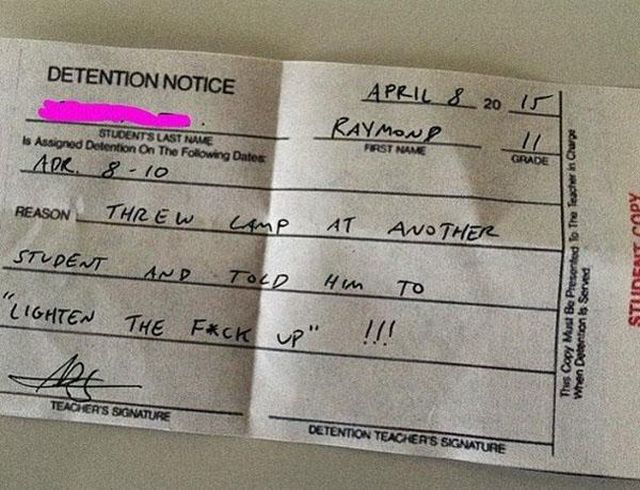 DETENTION NOTICE
APRIL 8 20 15
STUDENT'S LAST NAME
RAYMOND
FIRST NAME
11
GRADE
Is Assigned Detention On The Following Dates:
APR. 8-10
REASON THREW LAMP AT ANOTHER
STUDENT AND TOLD HIM TO
"LIGHTEN THE F*CK UP" !!!
TEACHER'S SIGNATURE
DETENTION TEACHER'S SIGNATURE
This Copy Must Be Presented To The Teacher in Charge
When Detention Is Served
STUDENT COPY